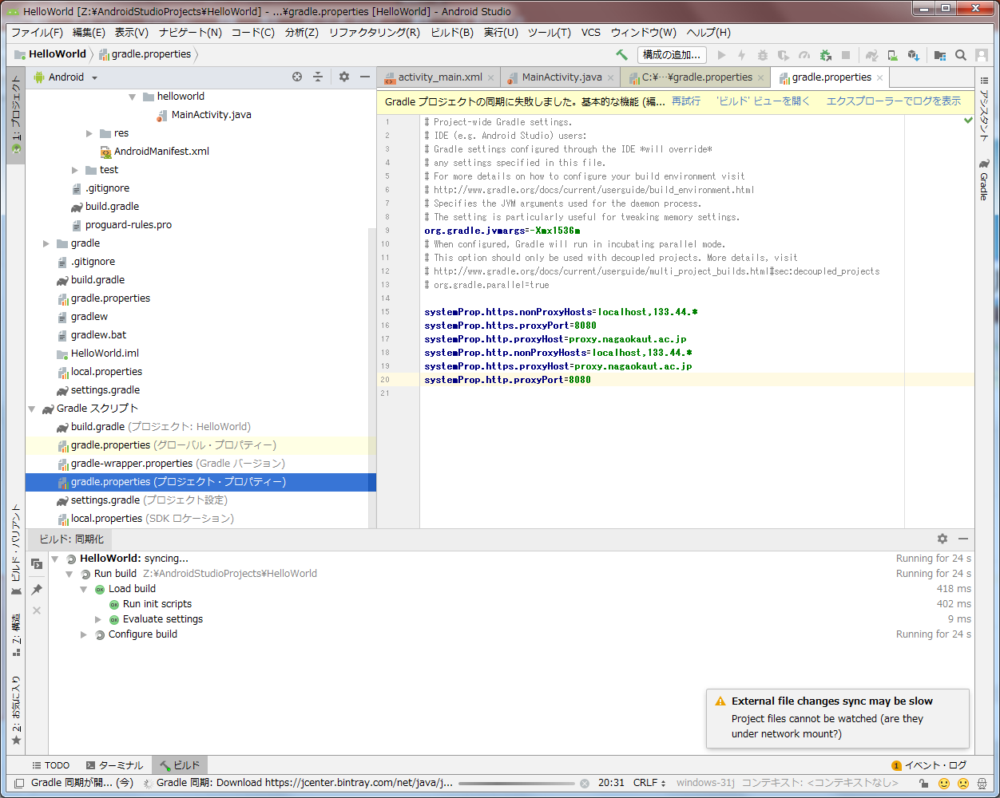 HelloWorld [Z:¥AndroidStudioProjects¥HelloWorld] - ...¥gradle.properties [HelloWorld] - Android Studio
ファイル(F) 編集(E) 表示(V) ナビゲート(N) コード(C) 分析(Z) リファクタリング(R) ビルド(B) 実行(U) ツール(T) VCS ウィンドウ(W) ヘルプ(H)
HelloWorld gradle.properties 構成の追加...
1: プロジェクト
Android
activity_main.xml MainActivity.java C:¥…¥gradle.properties gradle.properties
Gradle プロジェクトの同期に失敗しました。基本的な機能 (編... 再試行 'ビルド' ビューを開く エクスプローラーでログを表示
helloworld
MainActivity.java
res
AndroidManifest.xml
test
.gitignore
build.gradle
proguard-rules.pro
gradle
.gitignore
build.gradle
gradle.properties
gradlew
gradlew.bat
HelloWorld.iml
local.properties
settings.gradle
Gradle スクリプト
build.gradle (プロジェクト: HelloWorld)
gradle.properties (グローバル・プロパティー)
gradle-wrapper.properties (Gradle バージョン)
gradle.properties (プロジェクト・プロパティー)
settings.gradle (プロジェクト設定)
local.properties (SDK ロケーション)
1 # Project-wide Gradle settings.
2 # IDE (e.g. Android Studio) users:
3 # Gradle settings configured through the IDE *will override*
4 # any settings specified in this file.
5 # For more details on how to configure your build environment visit
6 # http://www.gradle.org/docs/current/userguide/build_environment.html
7 # Specifies the JVM arguments used for the daemon process.
8 # The setting is particularly useful for tweaking memory settings.
9 org.gradle.jvmargs=-Xmx1536m
10 # When configured, Gradle will run in incubating parallel mode.
11 # This option should only be used with decoupled projects. More details, visit
12 # http://www.gradle.org/docs/current/userguide/multi_project_builds.html#sec:decoupled_projects
13 # org.gradle.parallel=true
14
15 systemProp.https.nonProxyHosts=localhost,133.44.*
16 systemProp.https.proxyPort=8080
17 systemProp.http.proxyHost=proxy.nagaokaut.ac.jp
18 systemProp.http.nonProxyHosts=localhost,133.44.*
19 systemProp.https.proxyHost=proxy.nagaokaut.ac.jp
20 systemProp.http.proxyPort=8080
21
アシスタント
Gradle
ビルド・バリアント
Z: 構造
2: お気に入り
ビルド: 同期化
HelloWorld: syncing... Running for 24 s
Run build Z:¥AndroidStudioProjects¥HelloWorld Running for 24 s
Load build 418 ms
Run init scripts 402 ms
Evaluate settings 9 ms
Configure build Running for 24 s
External file changes sync may be slow
Project files cannot be watched (are they
under network mount?)
TODO ターミナル ビルド 1 イベント・ログ
Gradle 同期が開... (今) Gradle 同期: Download https://jcenter.bintray.com/net/java/j... 20:31 CRLF windows-31j コンテキスト: <コンテキストなし>